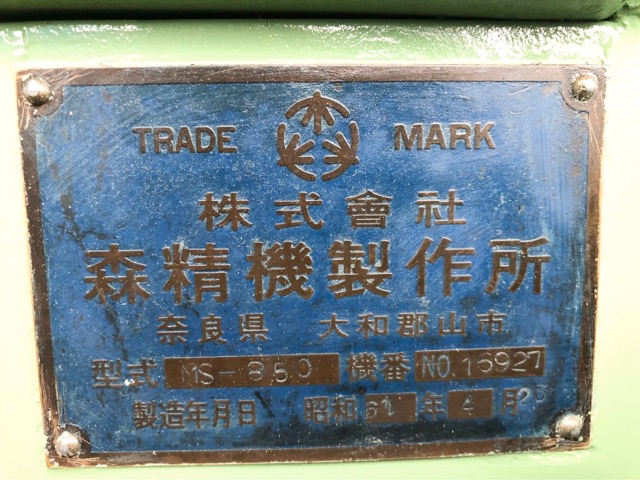 TRADE MARK
株式會社
森精機製作所
奈良県 大和郡山市
型式 MS-850 機番 NO.16927
製造年月日 昭和61年4月